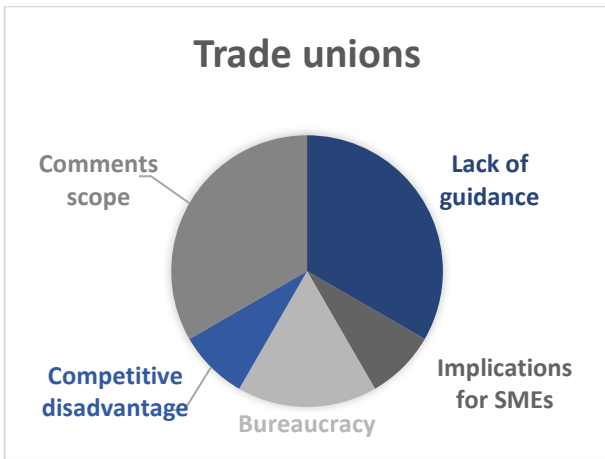 Trade unions
Comments
scope
Lack of
guidance
Competitive
disadvantage
Bureaucracy
Implications
for SMEs